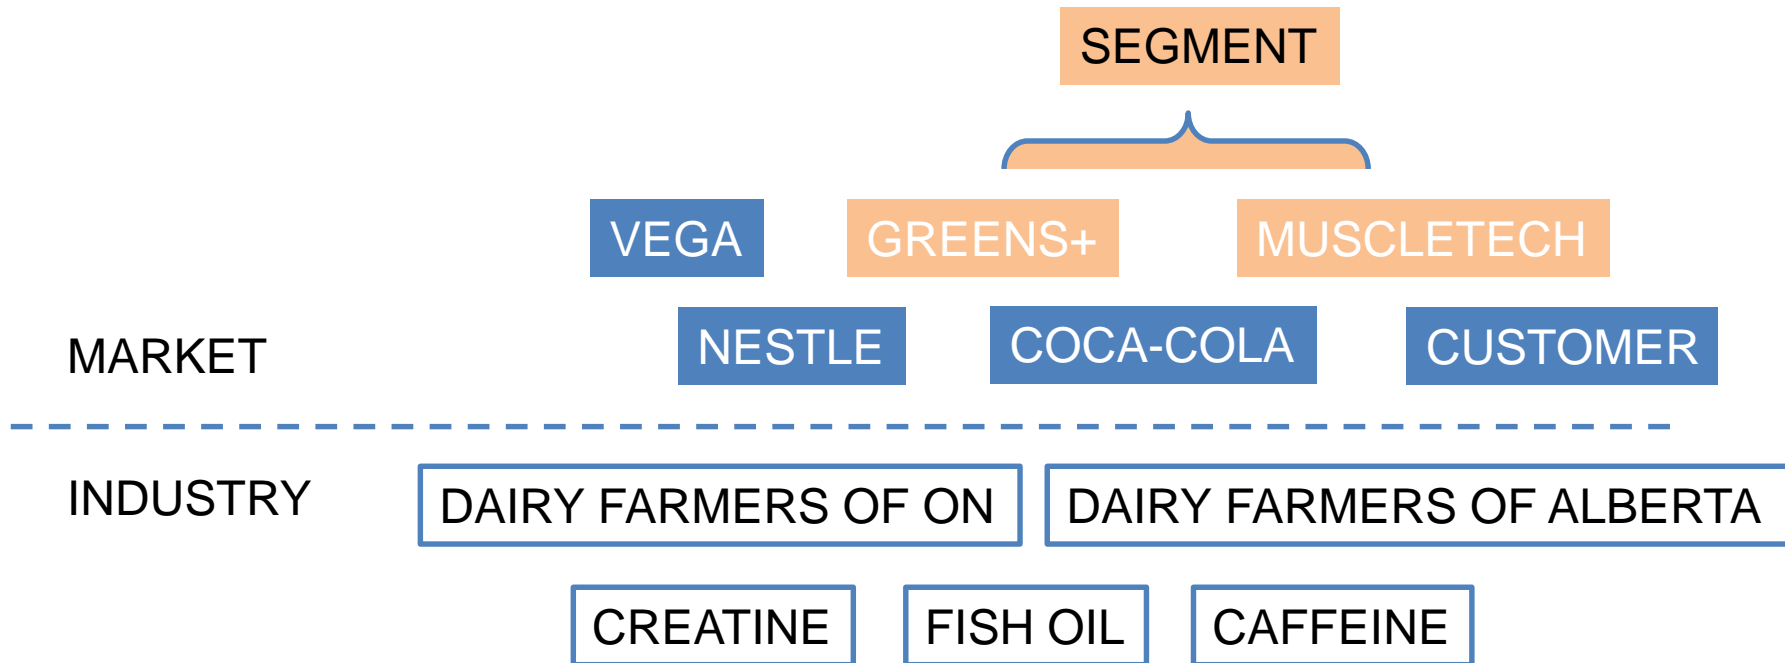 SEGMENT
VEGA GREENS+ MUSCLETECH
MARKET NESTLE COCA-COLA CUSTOMER
INDUSTRY DAIRY FARMERS OF ON DAIRY FARMERS OF ALBERTA
CREATINE FISH OIL CAFFEINE